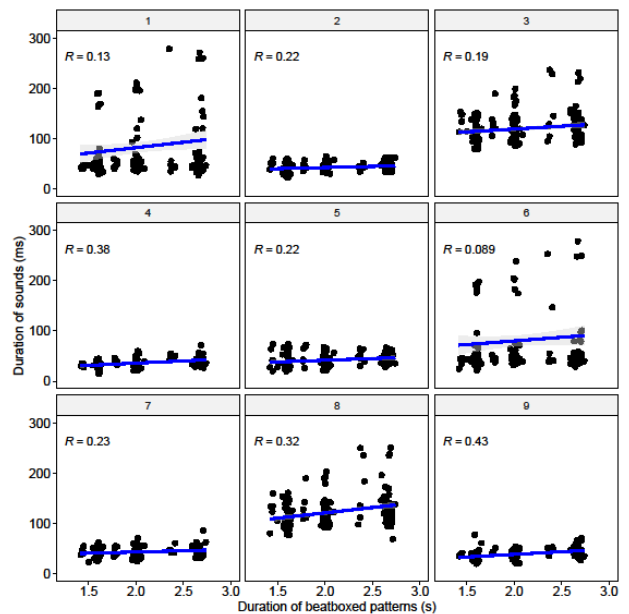 1 2 3
300
200
100
0
R = 0.13 R = 0.22 R = 0.19
4 5 6
300
200
100
0
R = 0.38 R = 0.22 R = 0.089
Duration of sounds (ms)
7 8 9
300
200
100
0
R = 0.23 R = 0.32 R = 0.43
1.5 2.0 2.5 3.0 1.5 2.0 2.5 3.0 1.5 2.0 2.5 3.0
Duration of beatboxed patterns (s)